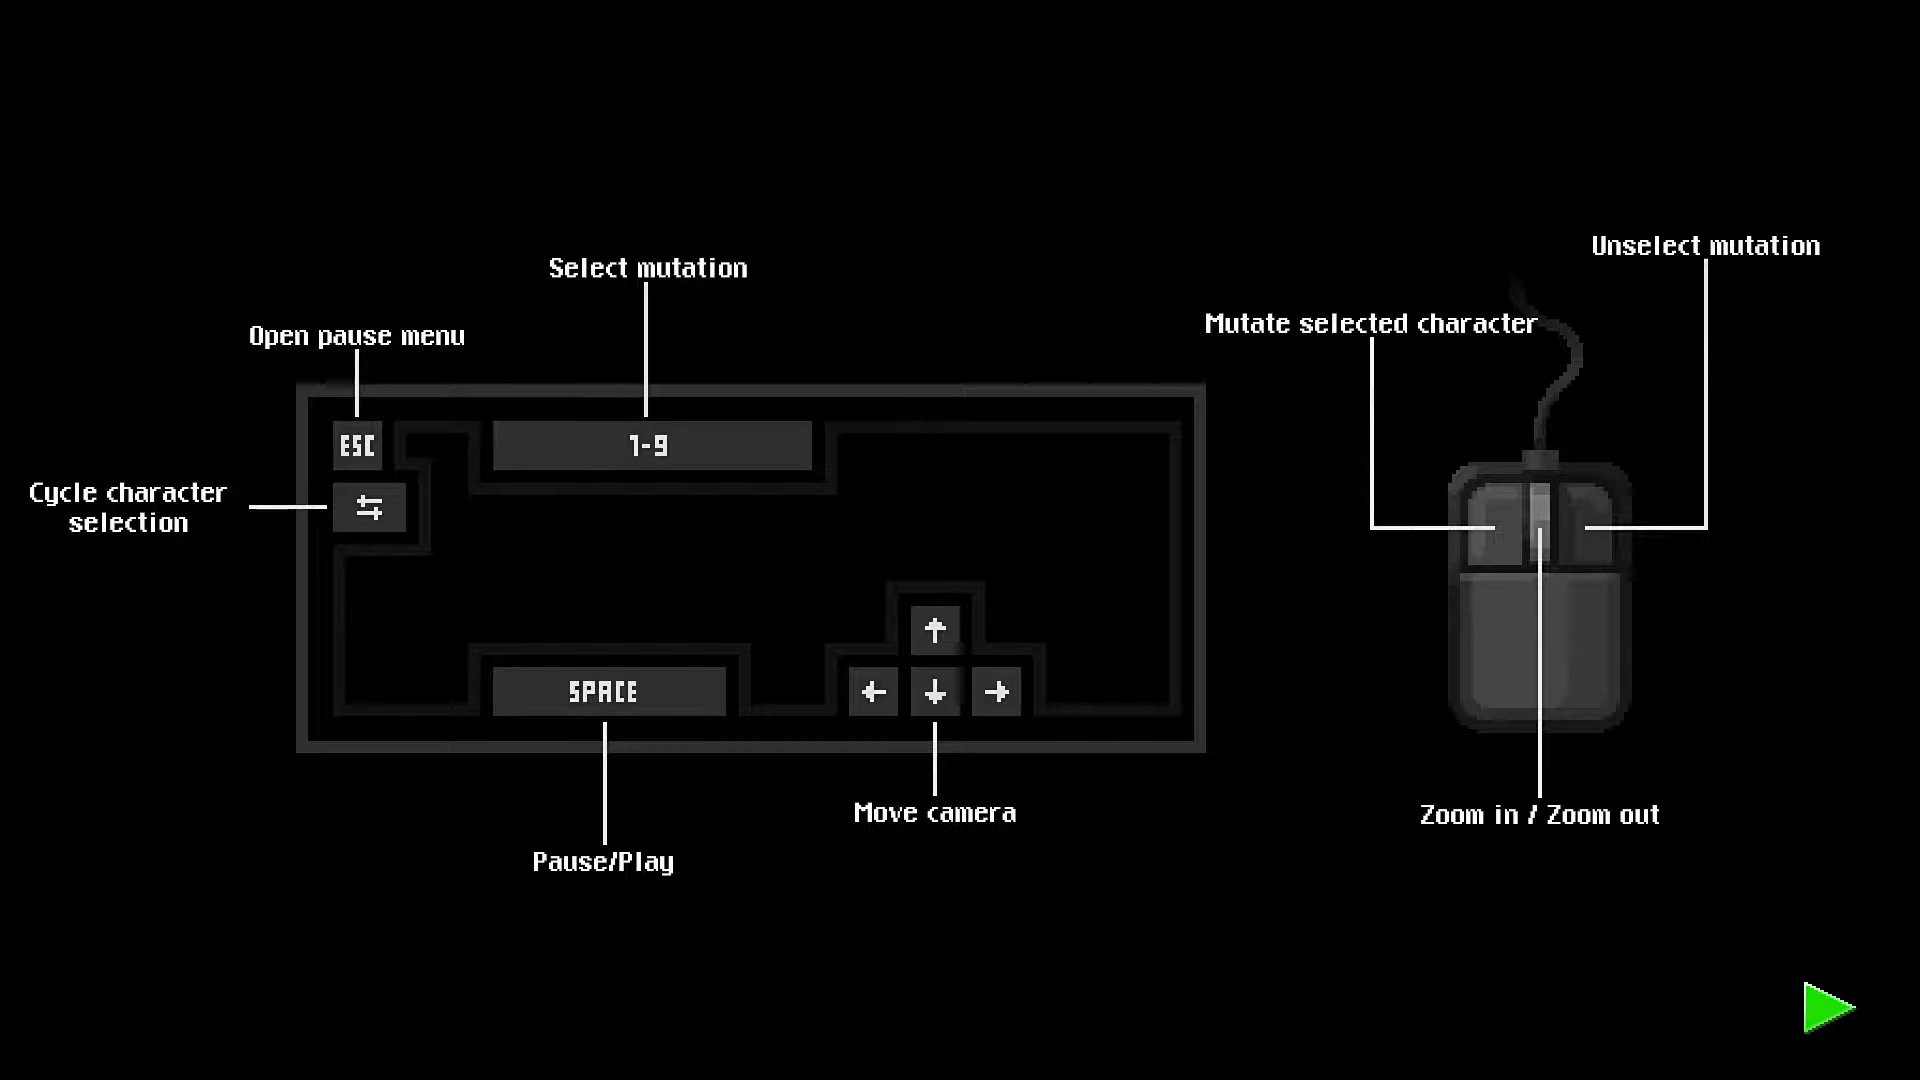 Unselect mutation
Select mutation
Mutate selected character
Open pause menu
ESC
1-9
Cycle character
selection
SPACE
Move camera
Zoom in / Zoom out
Pause/Play